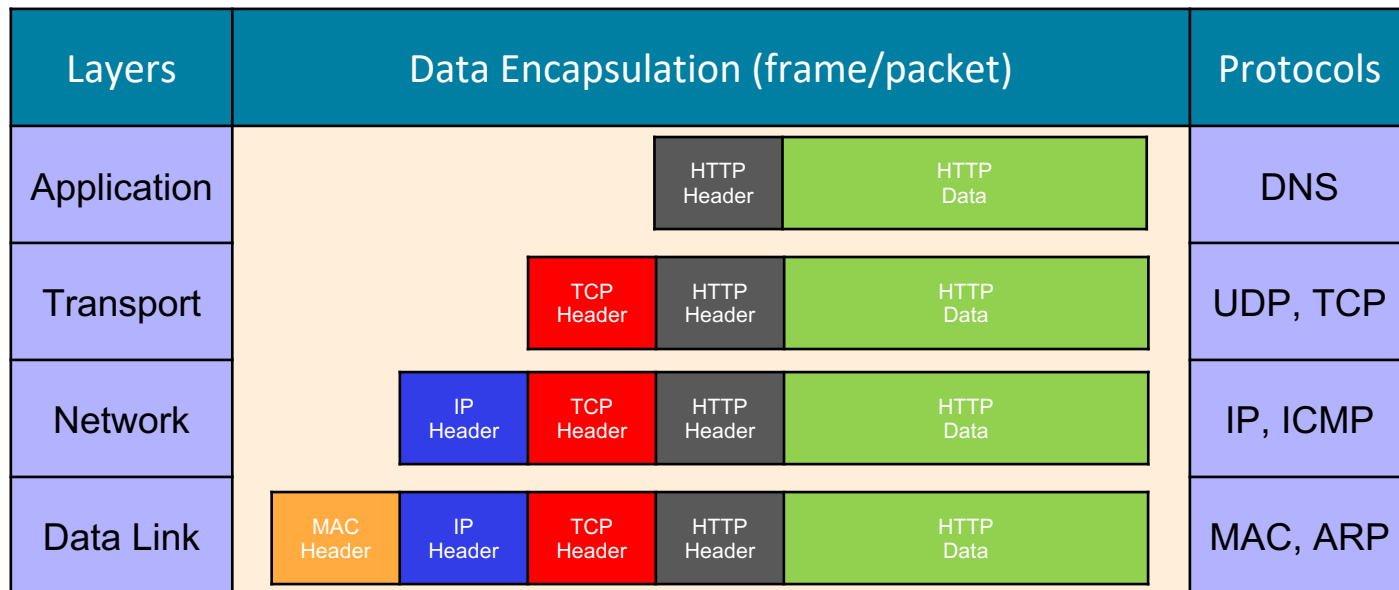 Layers
Data Encapsulation (frame/packet)
Protocols
Application
HTTP
Header
HTTP
Data
DNS
Transport
TCP
Header
HTTP
Header
HTTP
Data
UDP, TCP
Network
IP
Header
TCP
Header
HTTP
Header
HTTP
Data
IP, ICMP
Data Link
MAC
Header
IP
Header
TCP
Header
HTTP
Header
HTTP
Data
MAC, ARP